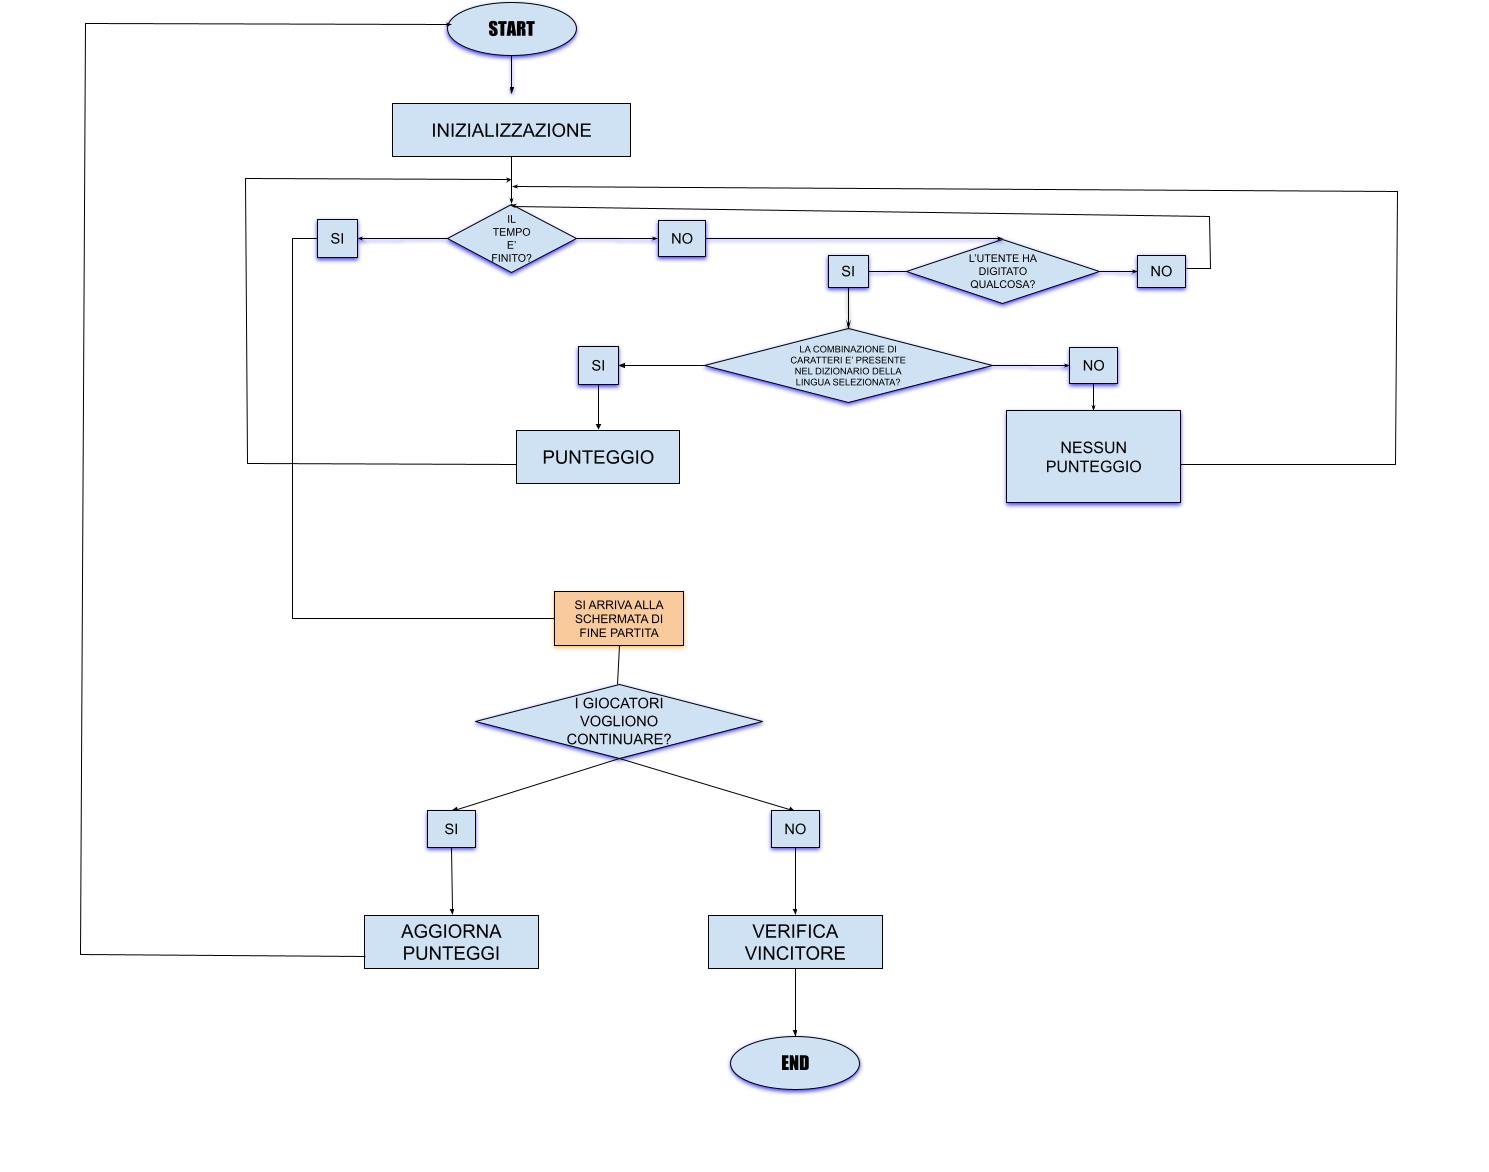 START
INIZIALIZZAZIONE
IL
TEMPO
E'
FINITO?
SI
NO
L'UTENTE HA
DIGITATO
QUALCOSA?
SI
NO
LA COMBINAZIONE DI
CARATTERI E' PRESENTE
NEL DIZIONARIO DELLA
LINGUA SELEZIONATA?
SI
NO
PUNTEGGIO
NESSUN
PUNTEGGIO
SI ARRIVA ALLA
SCHERMATA DI
FINE PARTITA
I GIOCATORI
VOGLIONO
CONTINUARE?
SI
NO
AGGIORNA
PUNTEGGI
VERIFICA
VINCITORE
END